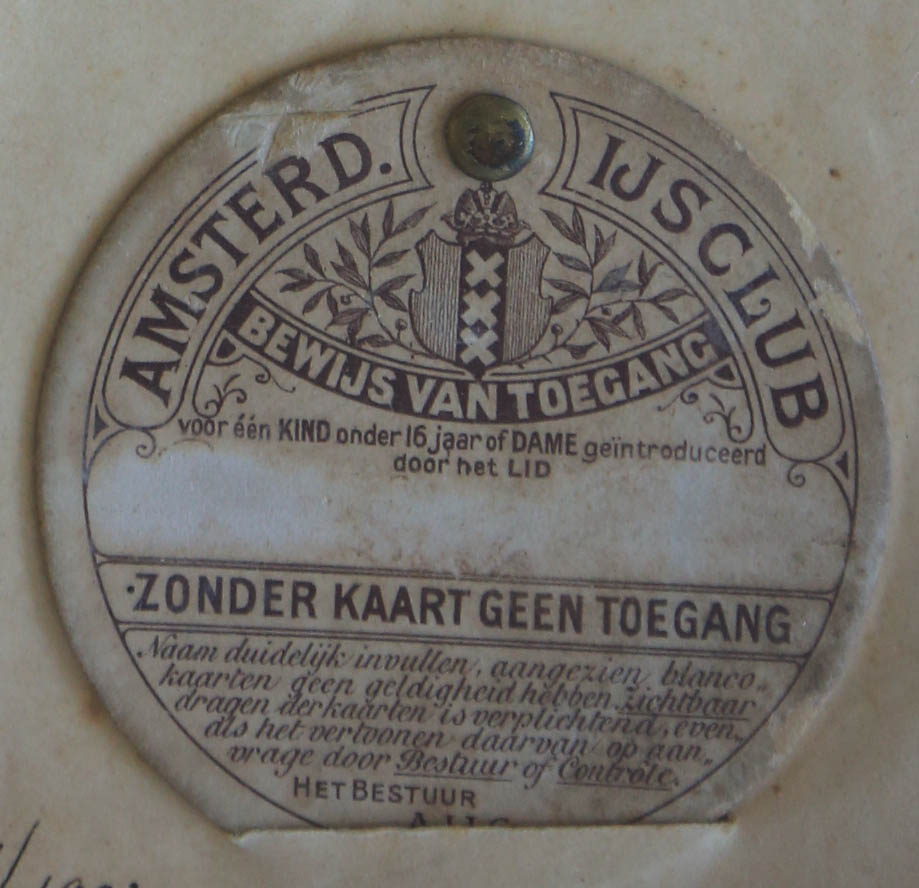 AMSTERD. IJSCLUB
BEWIJS VAN TOEGANG
voor één KIND onder 16 jaar of DAME geïntroduceerd
door het LID
ZONDER KAART GEEN TOEGANG
Naam duidelijk invullen, aangezien blanco„
kaarten geen geldigheid hebben. Zichtbaar
dragen der kaarten is verplichtend, even„
als het vertoonen daarvan op aan„
vrage door Bestuur of Contrôle.
HET BESTUUR